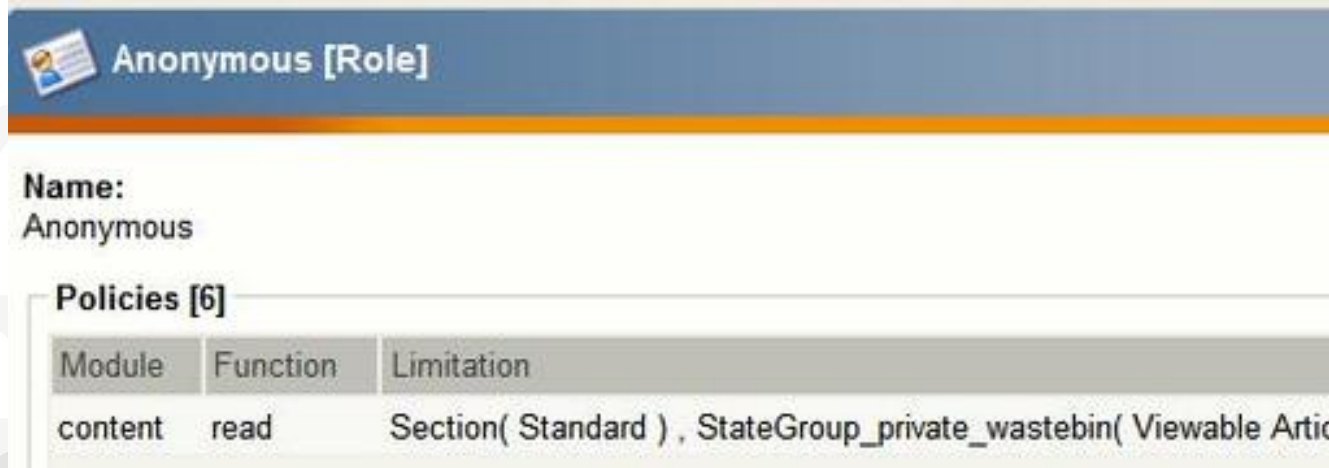 Anonymous [Role]
Name:
Anonymous
Policies [6]
Module Function Limitation
content read Section( Standard ) , StateGroup_private_wastebin( Viewable